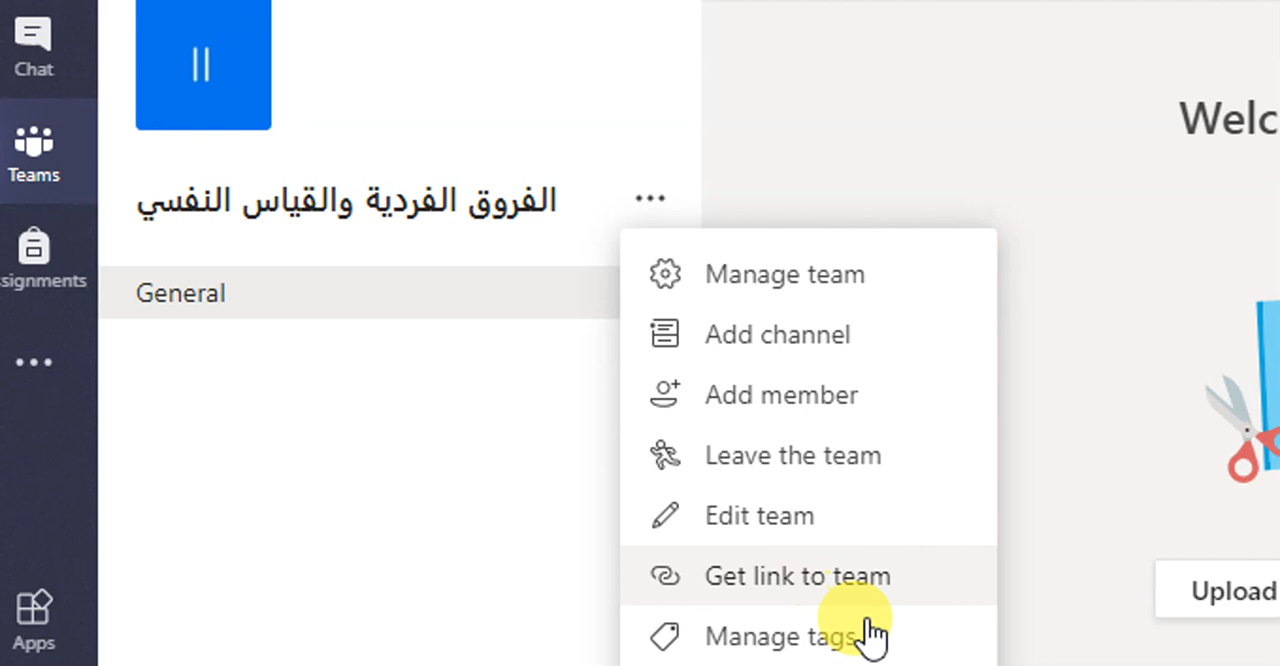 Chat
Teams
ssignments
Apps
||
الفروق الفردية والقياس النفسي
General
Manage team
Add channel
Add member
Leave the team
Edit team
Get link to team
Manage tags
Welc
Upload